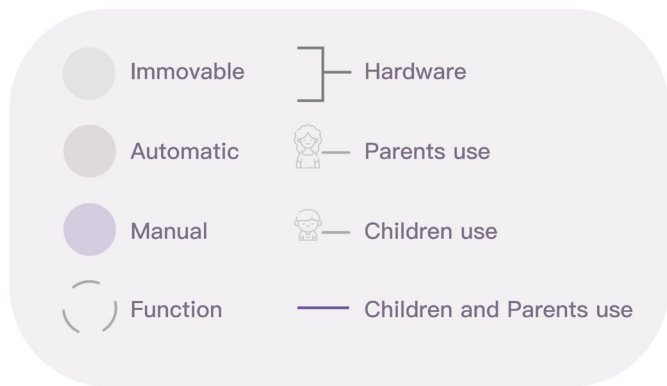 Immovable
Hardware
Automatic
Parents use
Manual
Children use
Function
Children and Parents use